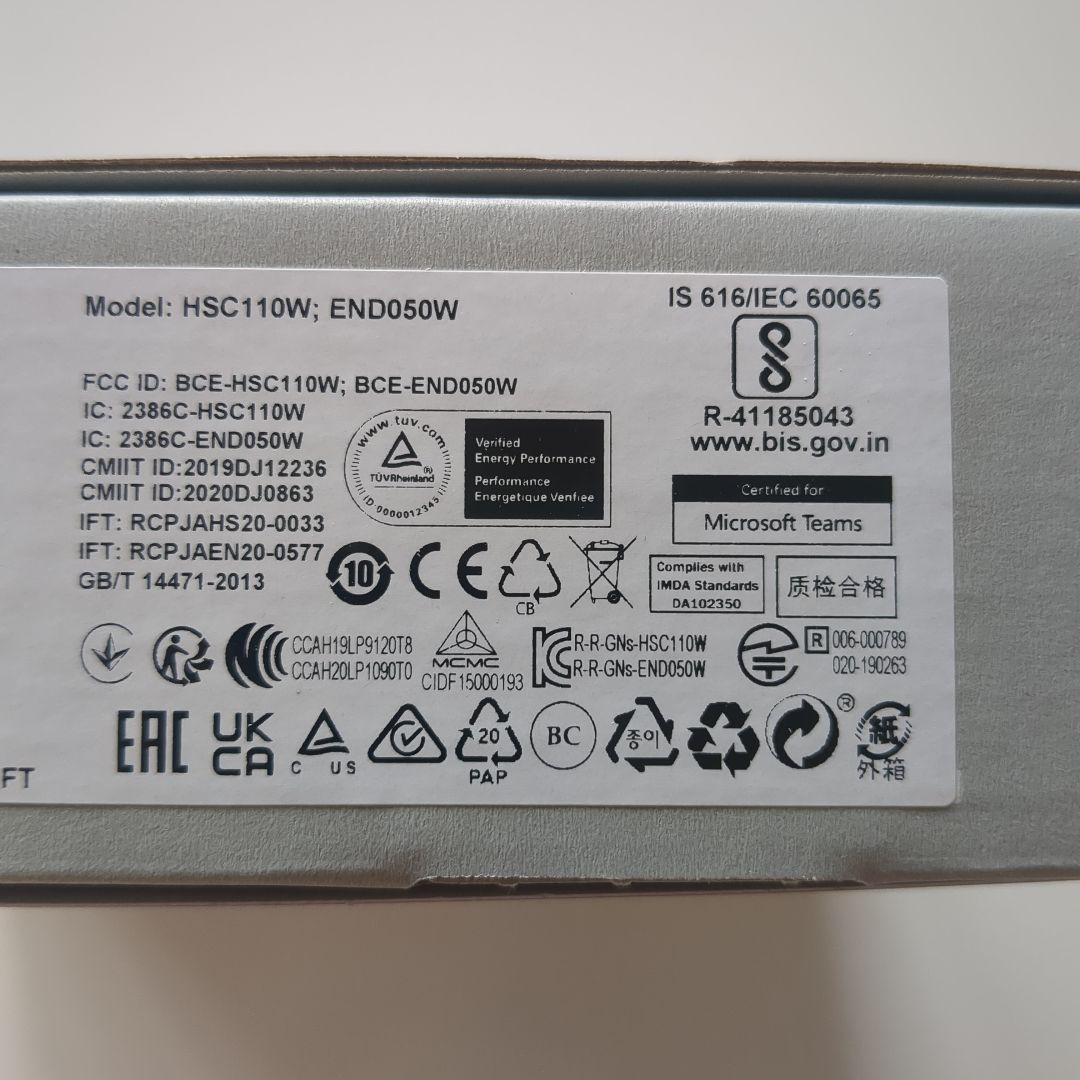 Model: HSC110W; END050W
FCC ID: BCE-HSC110W; BCE-END050W
IC: 2386C-HSC110W
IC: 2386C-END050W
CMIIT ID:2019DJ12236
CMIIT ID:2020DJ0863
IFT: RCPJAHS20-0033
IFT: RCPJAEN20-0577
GB/T 14471-2013
www.tuv.com
TÜVRheinland®
ID:0000012345
Verified
Energy Performance
Performance
Energetique Verifiee
IS 616/IEC 60065
R-41185043
www.bis.gov.in
Certified for
Microsoft Teams
10
CE
CB
Complies with
IMDA Standards
DA102350
质检合格
CCAH19LP9120T8
CCAH20LP1090T0
MCMC
CIDF15000193
R-R-GNs-HSC110W
R-R-GNs-END050W
R 006-000789
020-190263
FT
EAC
UK
CA
C US
20
PAP
BC
종이
®
紙
外箱